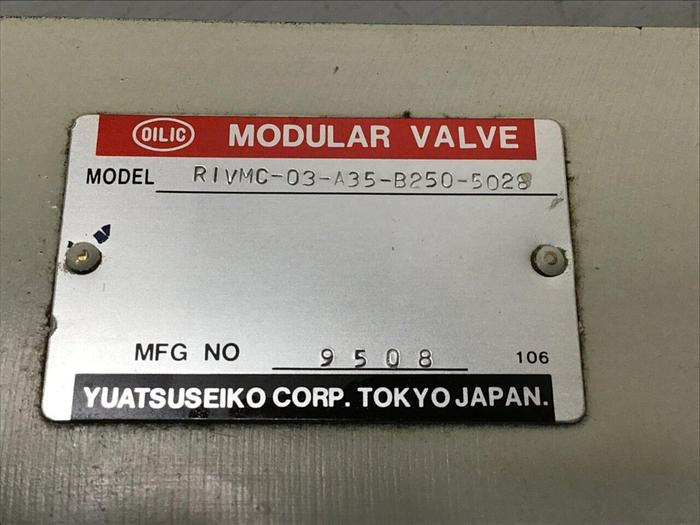 OILIC MODULAR VALVE
MODEL RIVMC-03-A35-B250-5028
MFG NO 9508 106
YUATSUSEIKO CORP. TOKYO JAPAN.